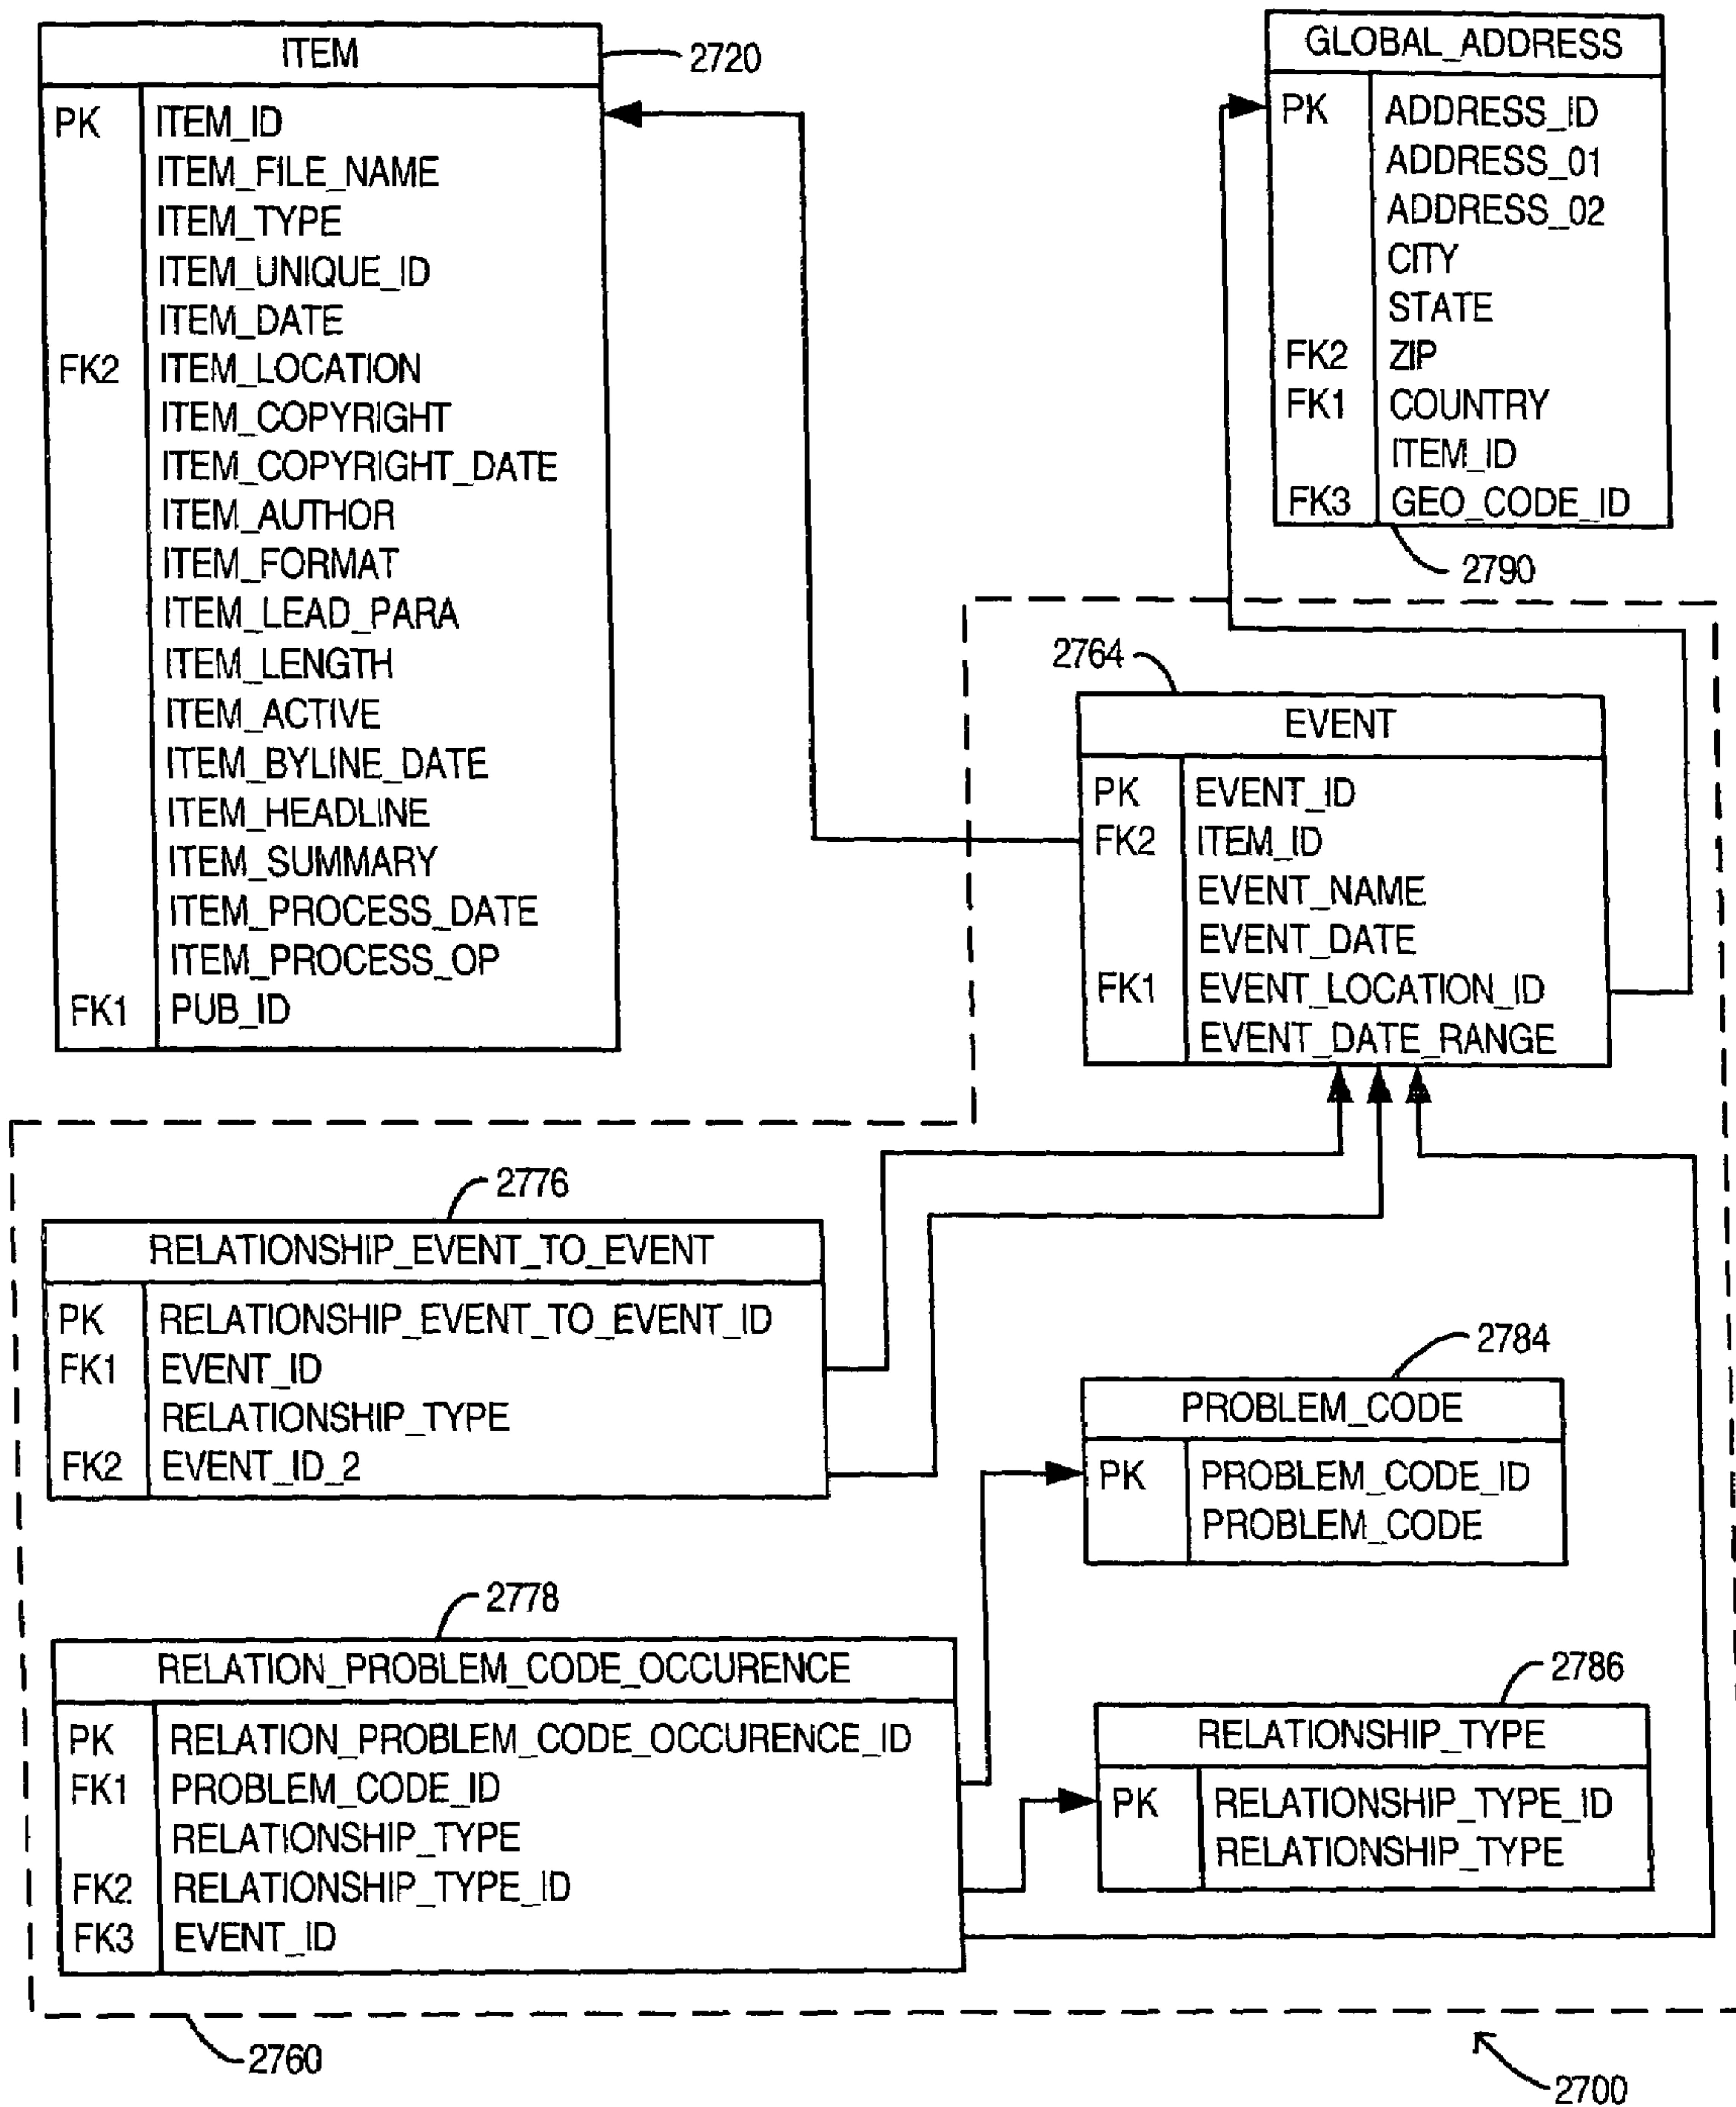 ITEM
2720
PK ITEM_ID
ITEM_FILE_NAME
ITEM_TYPE
ITEM_UNIQUE_ID
ITEM_DATE
FK2 ITEM_LOCATION
ITEM_COPYRIGHT
ITEM_COPYRIGHT_DATE
ITEM_AUTHOR
ITEM_FORMAT
ITEM_LEAD_PARA
ITEM_LENGTH
ITEM_ACTIVE
ITEM_BYLINE_DATE
ITEM_HEADLINE
ITEM_SUMMARY
ITEM_PROCESS_DATE
ITEM_PROCESS_OP
FK1 PUB_ID
GLOBAL_ADDRESS
PK ADDRESS_ID
ADDRESS_01
ADDRESS_02
CITY
STATE
FK2 ZIP
FK1 COUNTRY
ITEM_ID
FK3 GEO_CODE_ID
2790
2764
EVENT
PK EVENT_ID
FK2 ITEM_ID
EVENT_NAME
EVENT_DATE
FK1 EVENT_LOCATION_ID
EVENT_DATE_RANGE
2776
RELATIONSHIP_EVENT_TO_EVENT
PK RELATIONSHIP_EVENT_TO_EVENT_ID
FK1 EVENT_ID
RELATIONSHIP_TYPE
FK2 EVENT_ID_2
2784
PROBLEM_CODE
PK PROBLEM_CODE_ID
PROBLEM_CODE
2778
RELATION_PROBLEM_CODE_OCCURENCE
PK RELATION_PROBLEM_CODE_OCCURENCE_ID
FK1 PROBLEM_CODE_ID
RELATIONSHIP_TYPE
FK2 RELATIONSHIP_TYPE_ID
FK3 EVENT_ID
2786
RELATIONSHIP_TYPE
PK RELATIONSHIP_TYPE_ID
RELATIONSHIP_TYPE
2760
2700